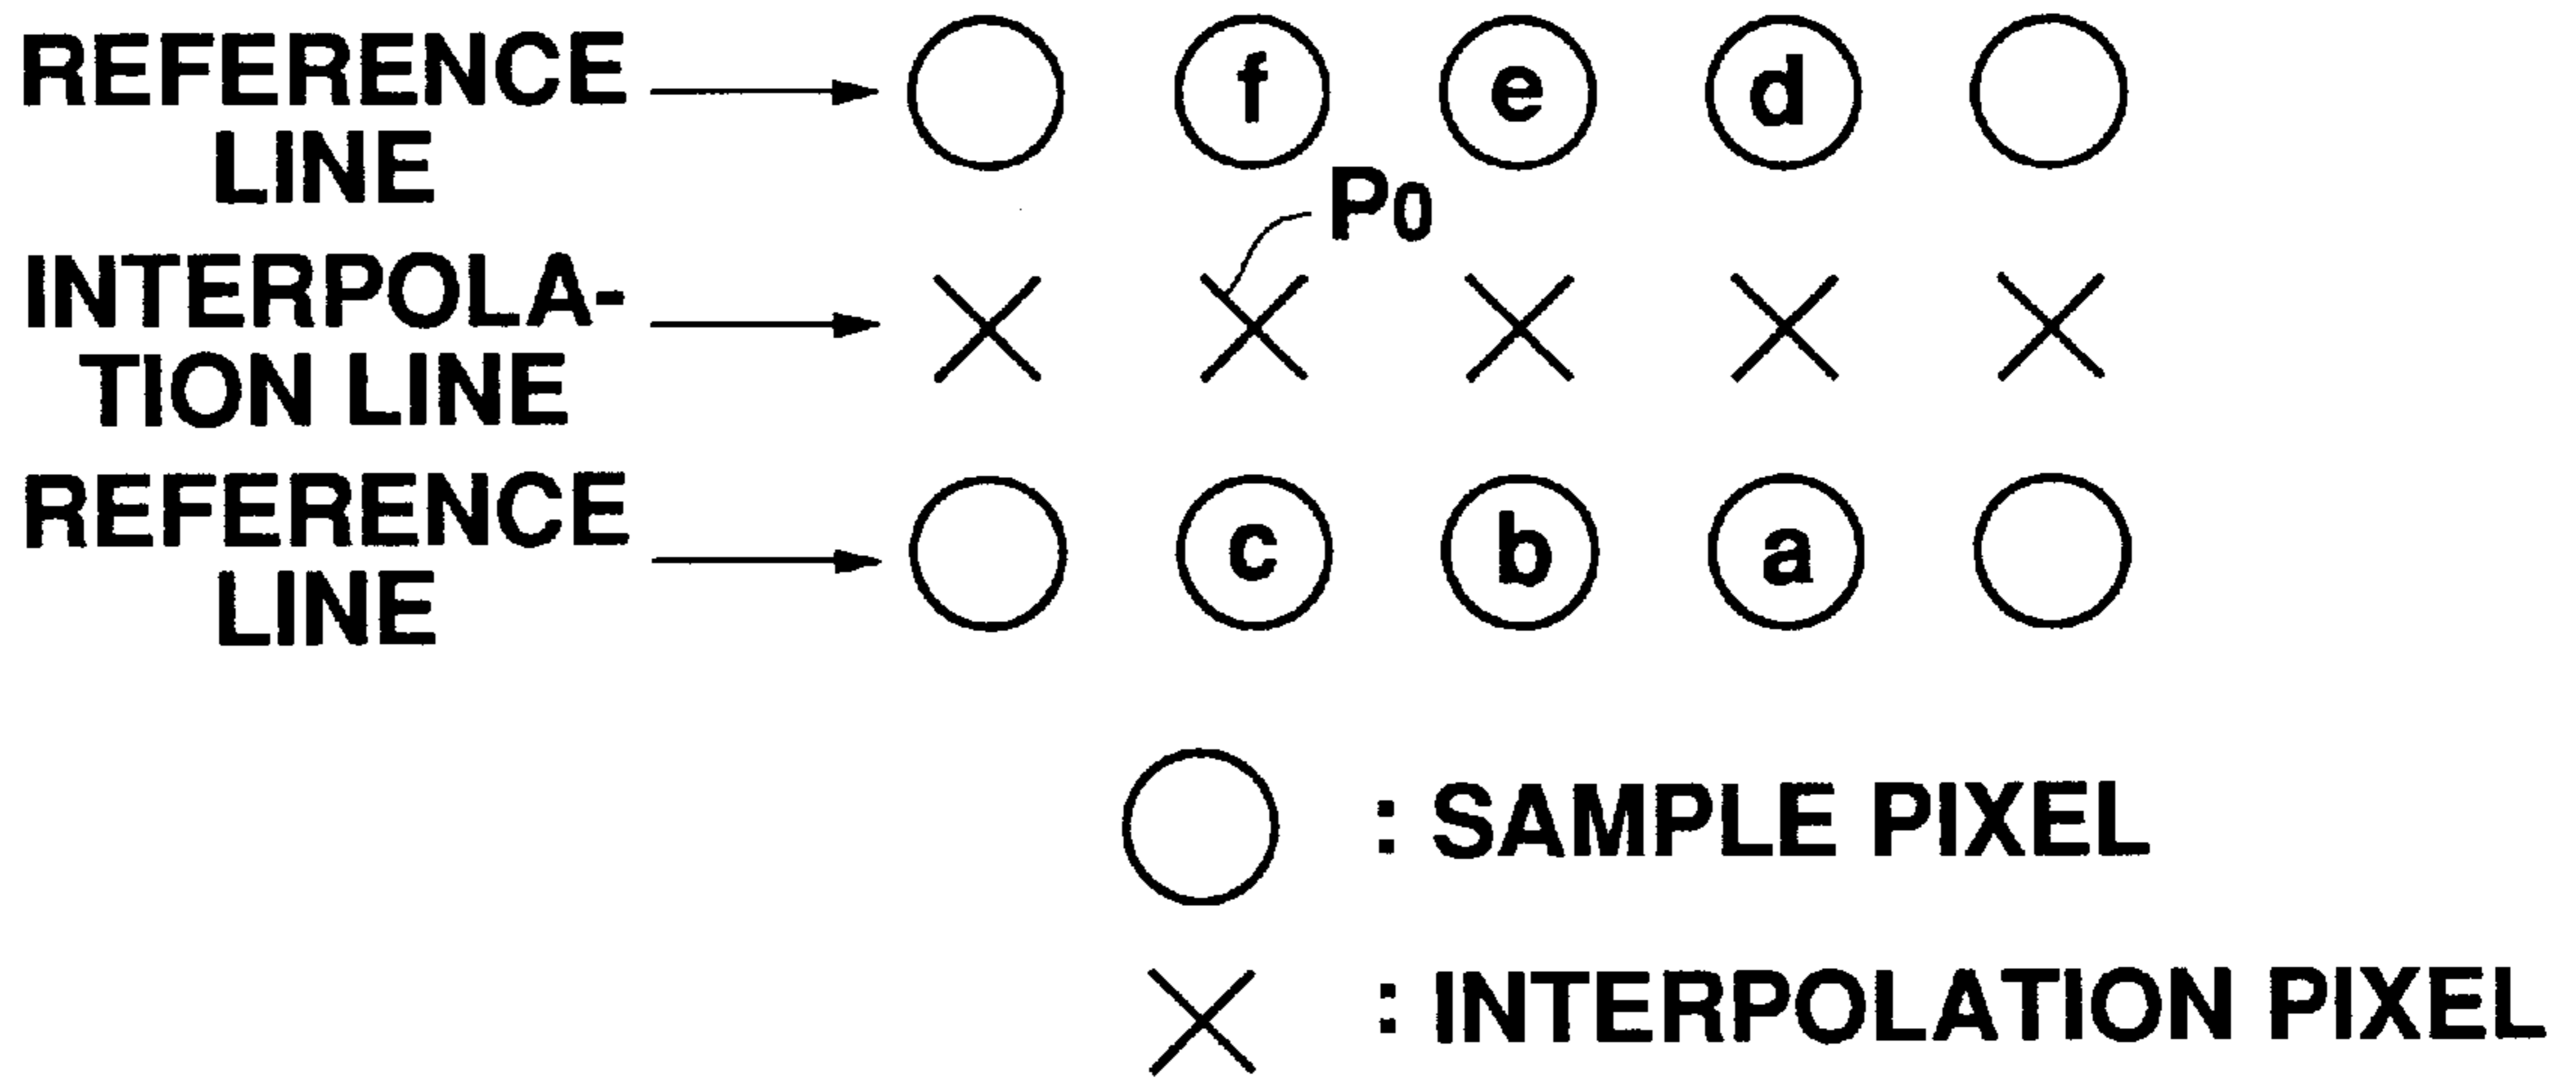 REFERENCE
LINE
f e d
P0
INTERPOLA-
TION LINE
REFERENCE
LINE
c b a
: SAMPLE PIXEL
: INTERPOLATION PIXEL